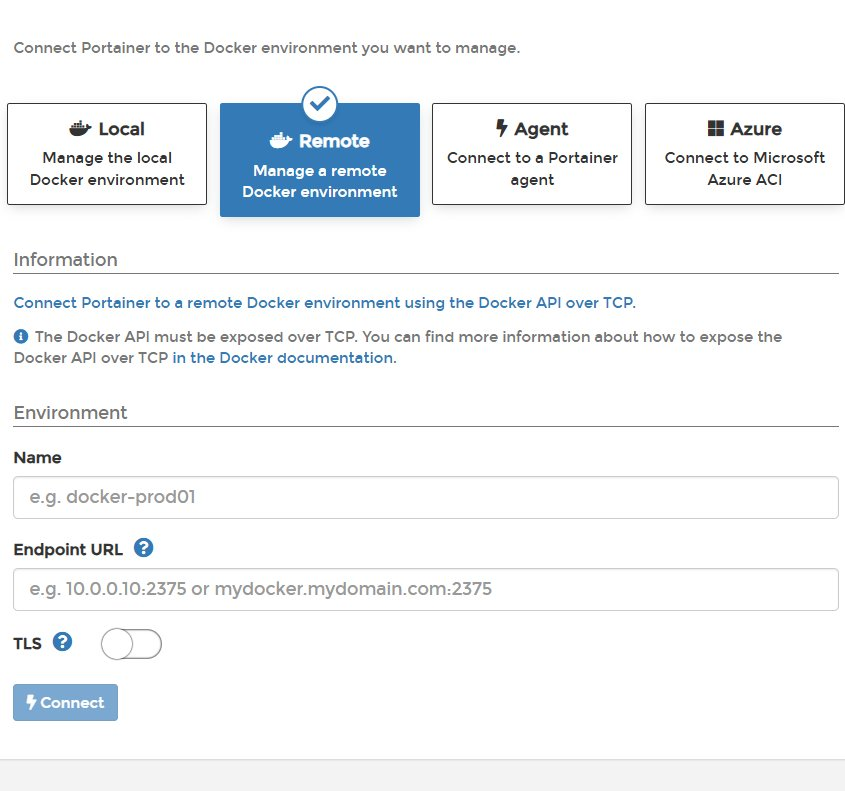 Connect Portainer to the Docker environment you want to manage.
Local
Manage the local
Docker environment
Remote
Manage a remote
Docker environment
Agent
Connect to a Portainer
agent
Azure
Connect to Microsoft
Azure ACI
Information
Connect Portainer to a remote Docker environment using the Docker API over TCP.
The Docker API must be exposed over TCP. You can find more information about how to expose the
Docker API over TCP in the Docker documentation.
Environment
Name
e.g. docker-prod01
Endpoint URL
e.g. 10.0.0.10:2375 or mydocker.mydomain.com:2375
TLS
Connect